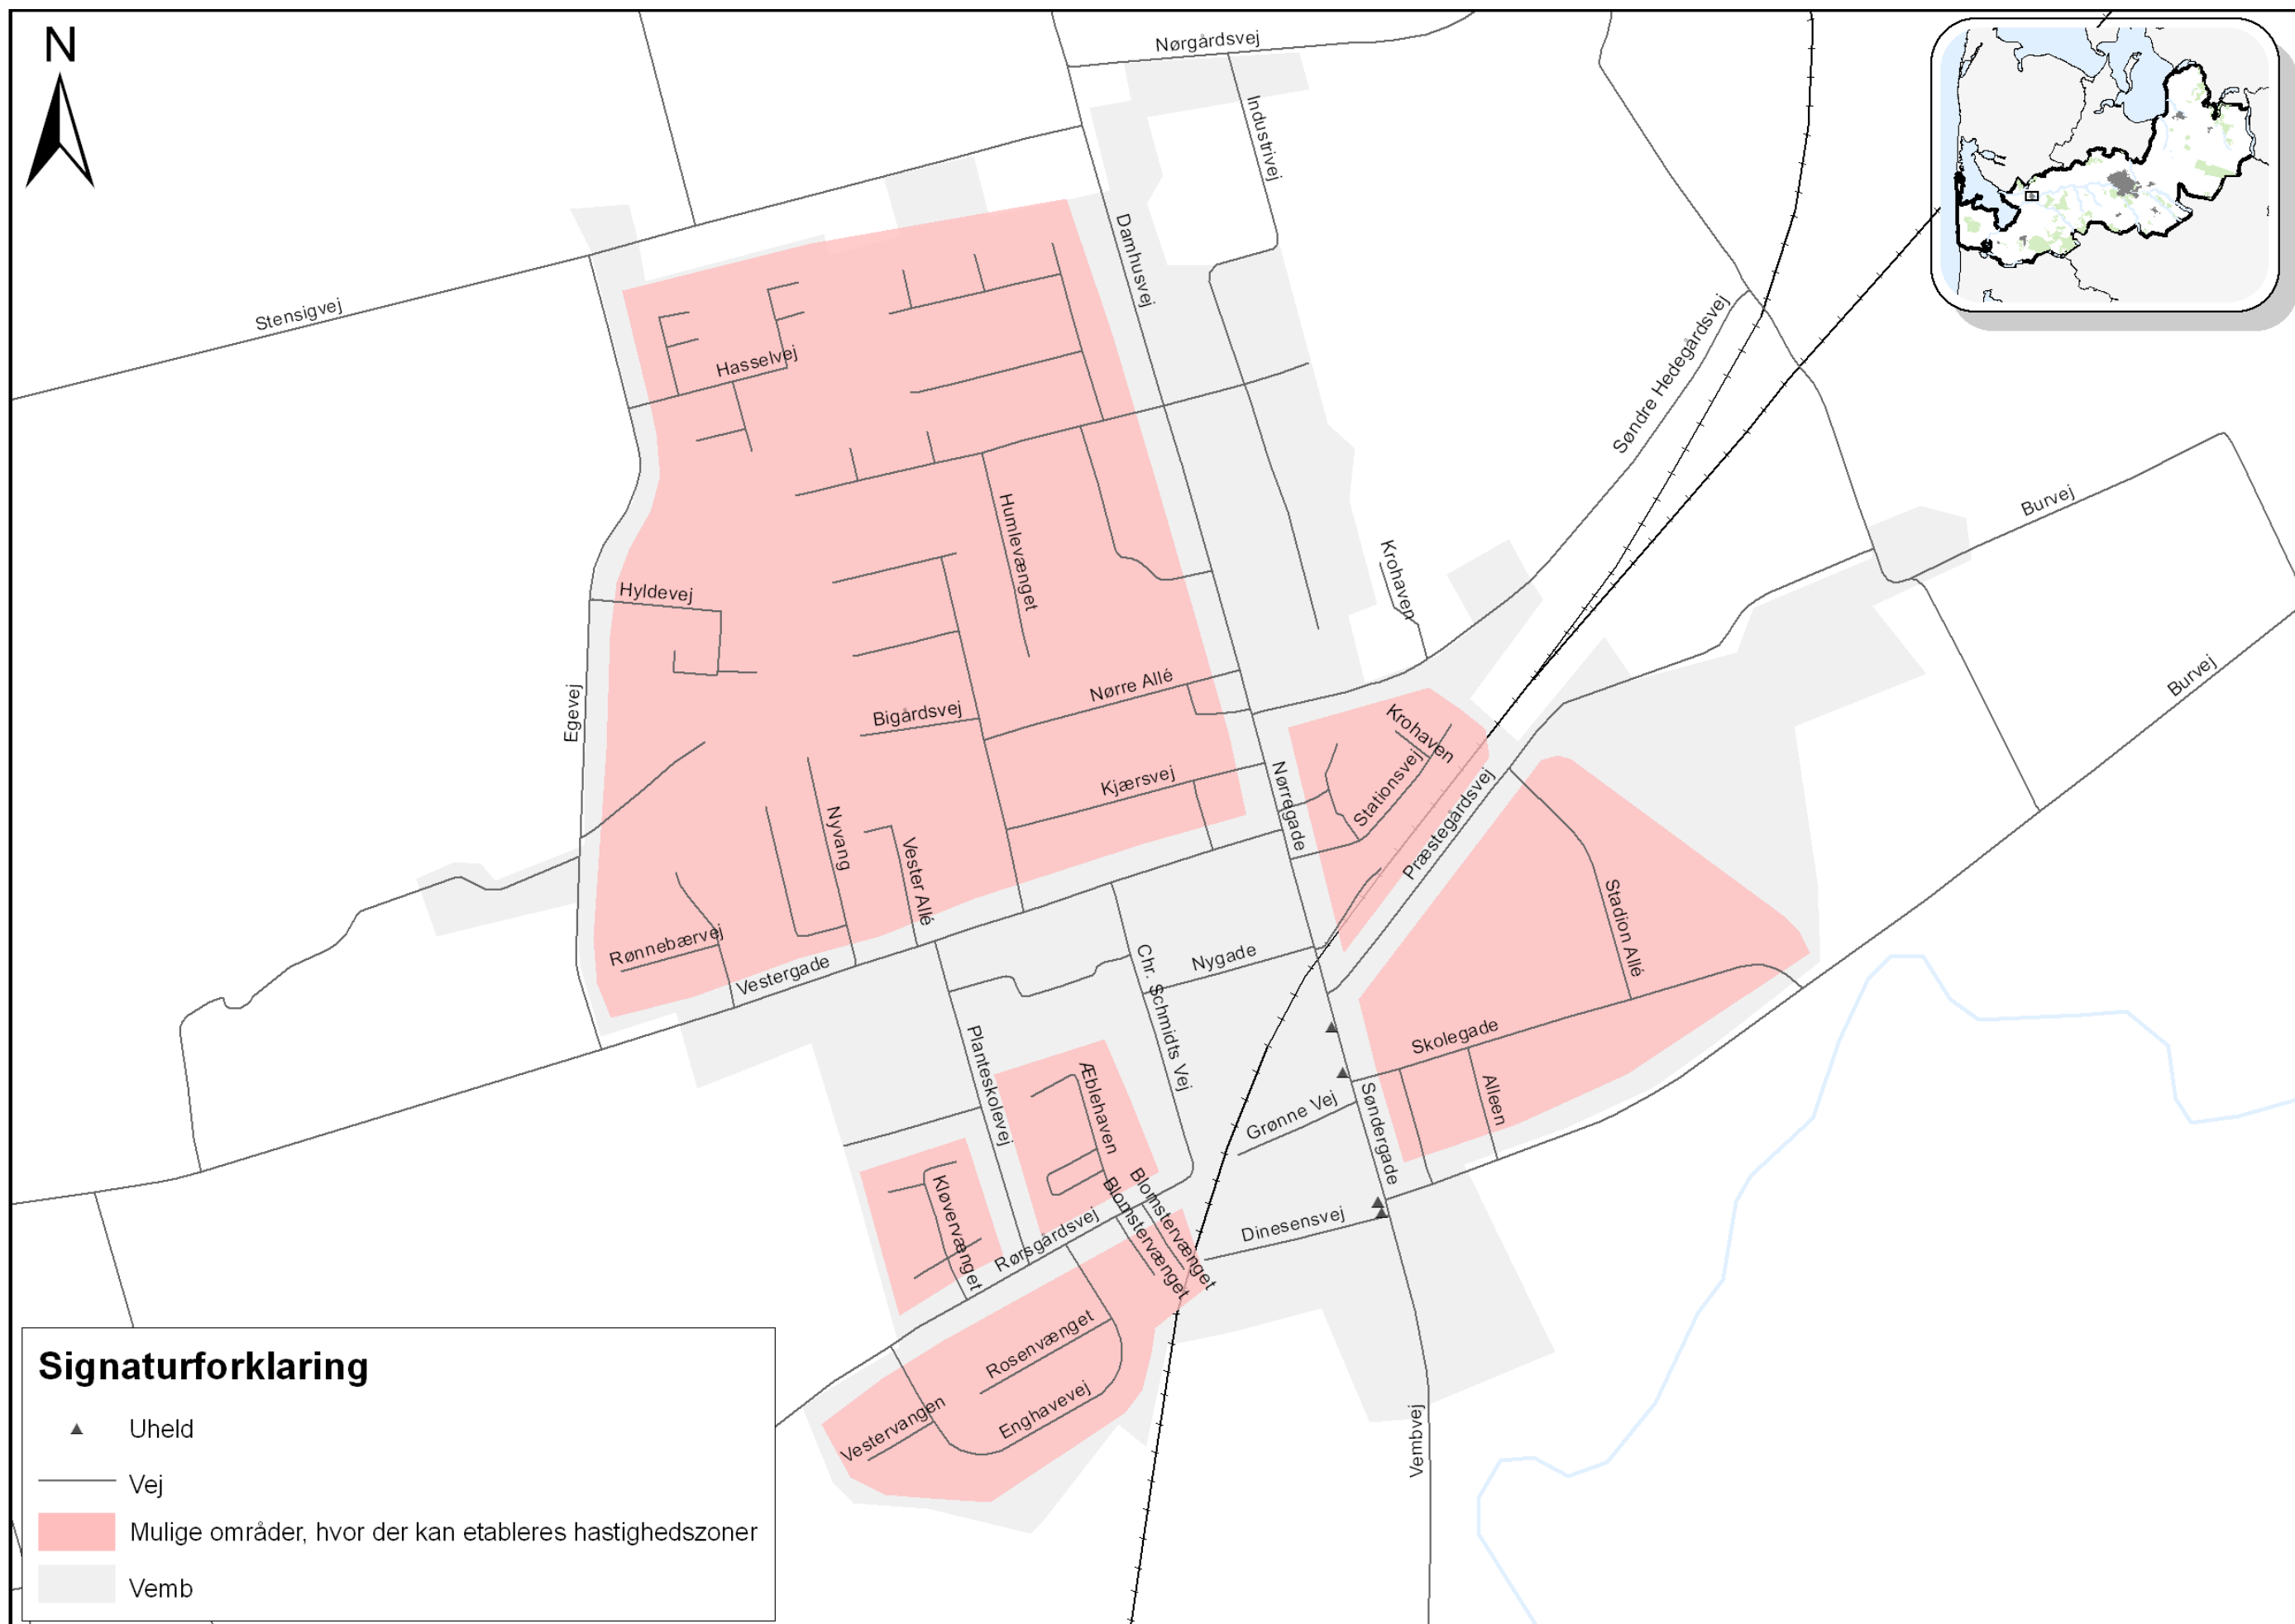 N
Nørgårdsvej
Industrivej
Stensigvej
Damhusvej
Hasselvej
Søndre Hedegårdsvej
Burvej
Humlevænget
Krohaven
Hyldevej
Burvej
Egevej
Nørre Allé
Bigårdsvej
Krohaven
Stationsvej
Kjærsvej
Nørregade
Præstegårdsvej
Nyvang
Vester Allé
Stadion Allé
Rønnebærvej
Vestergade
Nygade
Chr. Schmidts Vej
Planteskolevej
Skolegade
Æblehaven
Alleen
Grønne Vej
Søndergade
Kløvervænget
Blomstervænget
Blomstervænget
Rørsgårdsvej
Dinesensvej
Rosenvænget
Enghavevej
Vestervangen
Vembvej
Signaturforklaring
Uheld
Vej
Mulige områder, hvor der kan etableres hastighedszoner
Vemb